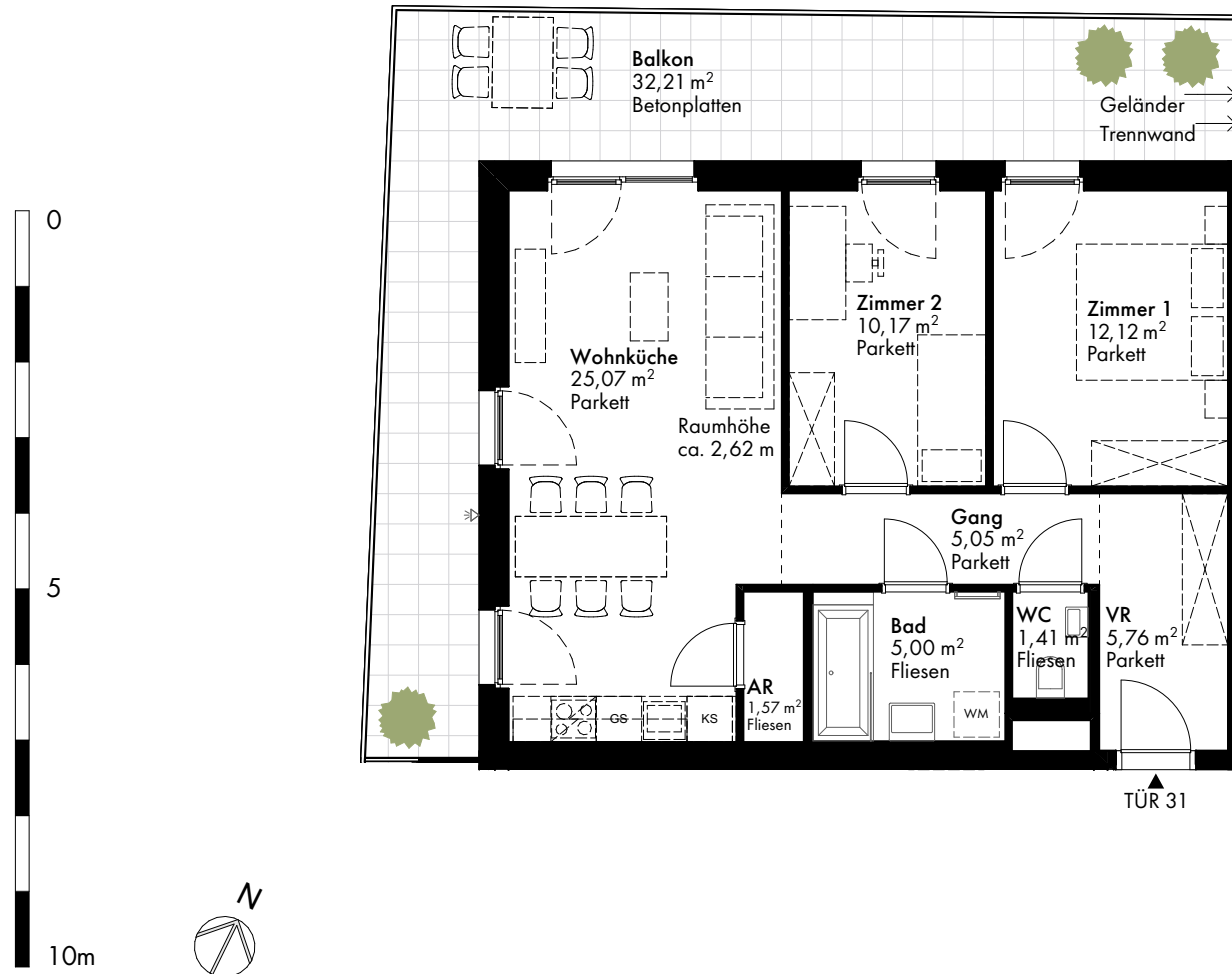 Balkon
32,21 m²
Betonplatten
Geländer
Trennwand
0
5
10m
N
Wohnküche
25,07 m²
Parkett
Raumhöhe
ca. 2,62 m
Zimmer 2
10,17 m²
Parkett
Zimmer 1
12,12 m²
Parkett
Gang
5,05 m²
Parkett
Bad
5,00 m²
Fliesen
WC
1,41 m²
Fliesen
VR
5,76 m²
Parkett
AR
1,57 m²
Fliesen
GS
KS
WM
TÜR 31